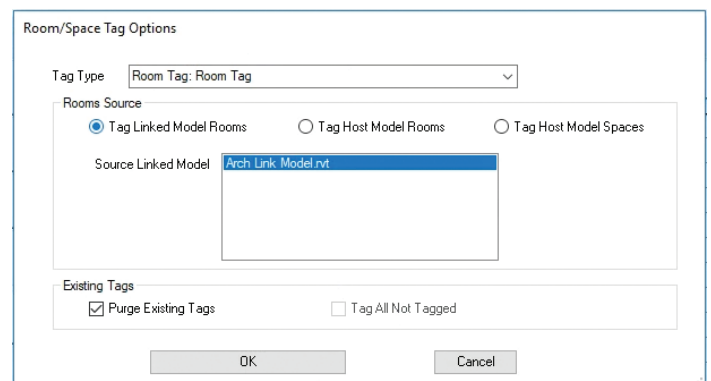 Room/Space Tag Options
Tag Type Room Tag: Room Tag
Rooms Source
Tag Linked Model Rooms Tag Host Model Rooms Tag Host Model Spaces
Source Linked Model Arch Link Model.rvt
Existing Tags
Purge Existing Tags Tag All Not Tagged
OK Cancel